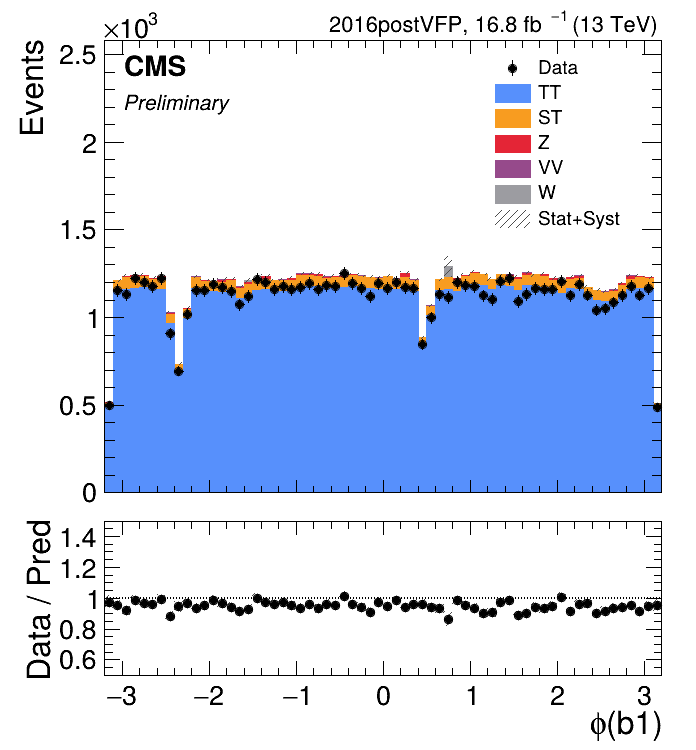 ×10³
2016postVFP, 16.8 fb ⁻¹ (13 TeV)
CMS
Preliminary
Data
TT
ST
Z
VV
W
Stat+Syst
Events
2.5
2
1.5
1
0.5
0
Data / Pred
1.4
1.2
1
0.8
0.6
−3 −2 −1 0 1 2 3
ϕ(b1)